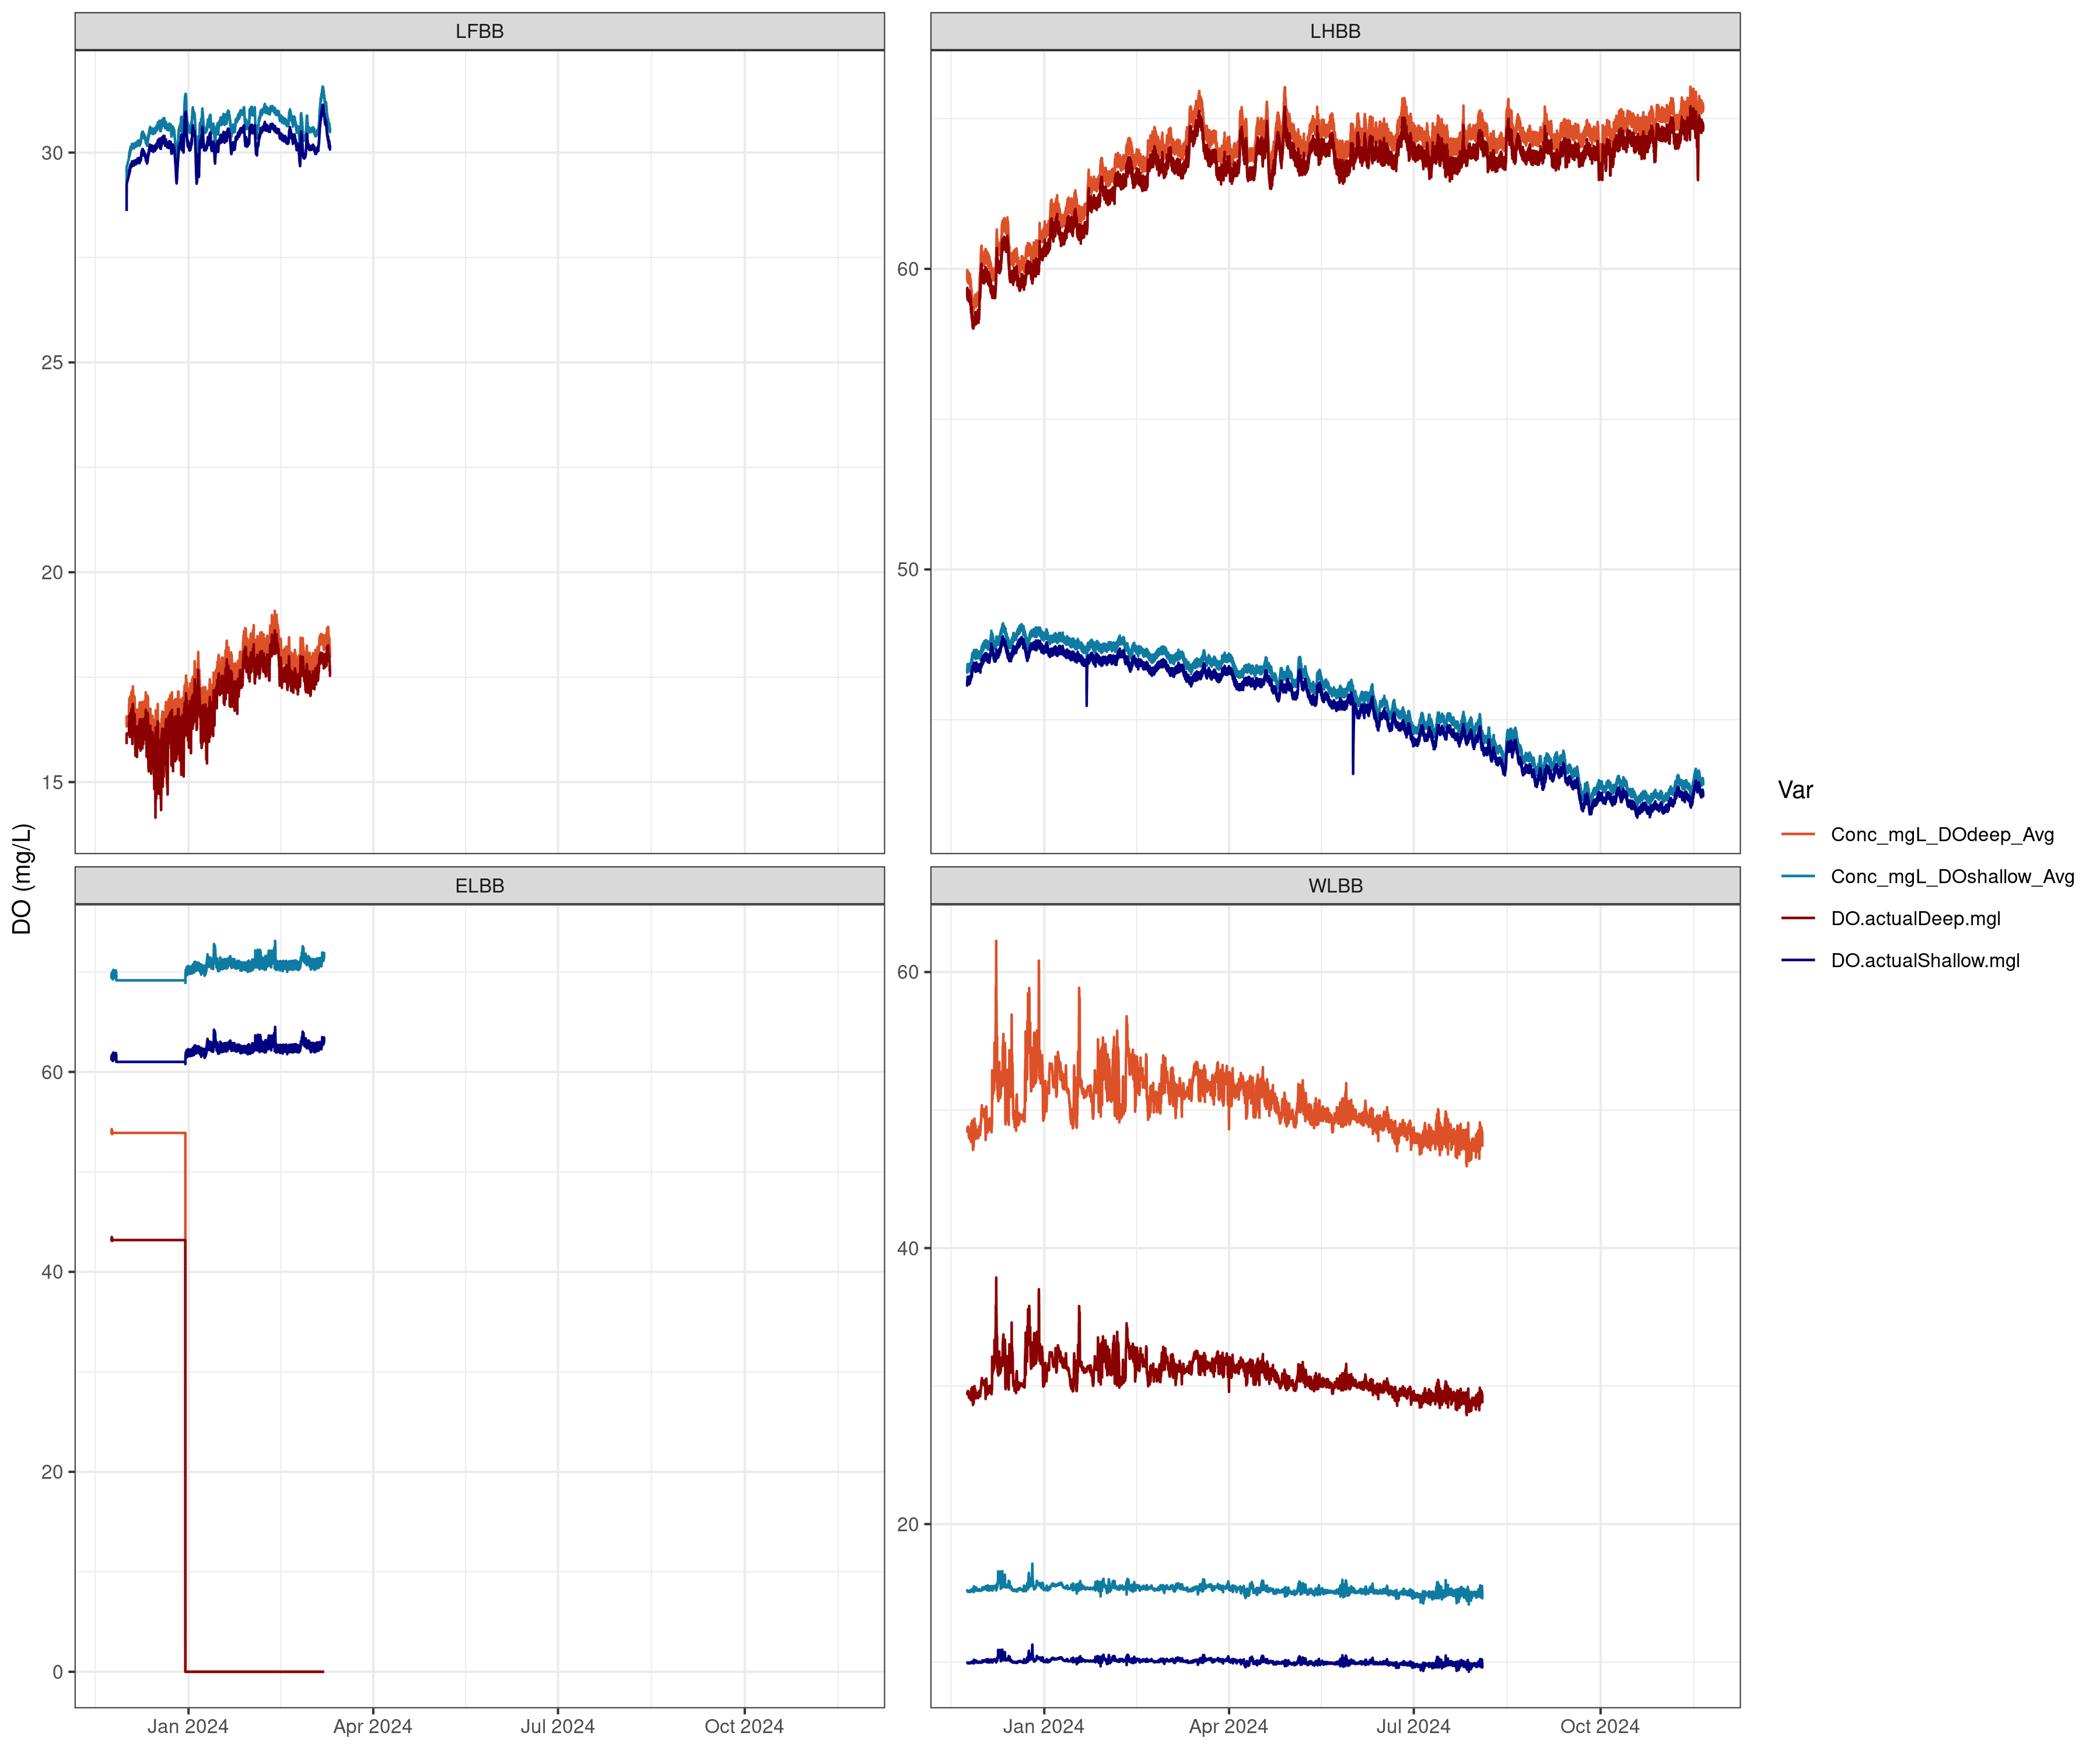 LFBB
LHBB
30
25
20
15
60
50
DO (mg/L)
ELBB
WLBB
60
40
20
0
60
40
20
Jan 2024
Apr 2024
Jul 2024
Oct 2024
Jan 2024
Apr 2024
Jul 2024
Oct 2024
Var
Conc_mgL_DOdeep_Avg
Conc_mgL_DOshallow_Avg
DO.actualDeep.mgl
DO.actualShallow.mgl